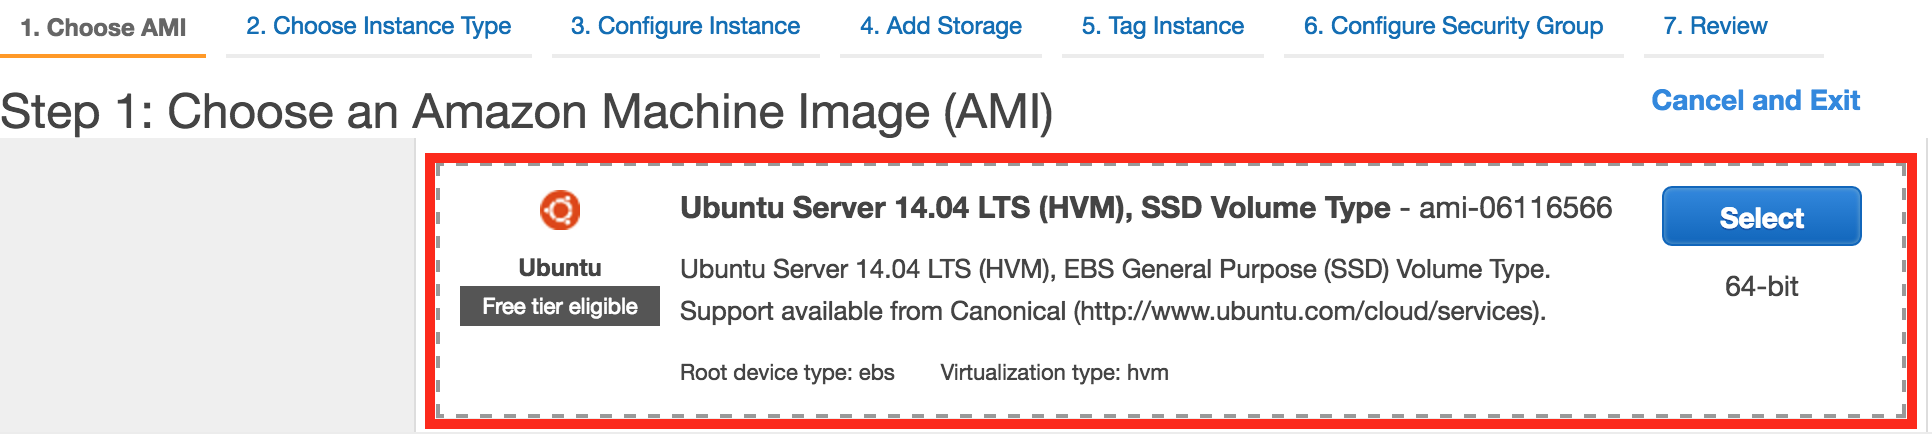 1. Choose AMI 2. Choose Instance Type 3. Configure Instance 4. Add Storage 5. Tag Instance 6. Configure Security Group 7. Review
Step 1: Choose an Amazon Machine Image (AMI)
Cancel and Exit
Ubuntu
Free tier eligible
Ubuntu Server 14.04 LTS (HVM), SSD Volume Type - ami-06116566
Ubuntu Server 14.04 LTS (HVM), EBS General Purpose (SSD) Volume Type.
Support available from Canonical (http://www.ubuntu.com/cloud/services).
Root device type: ebs Virtualization type: hvm
Select
64-bit